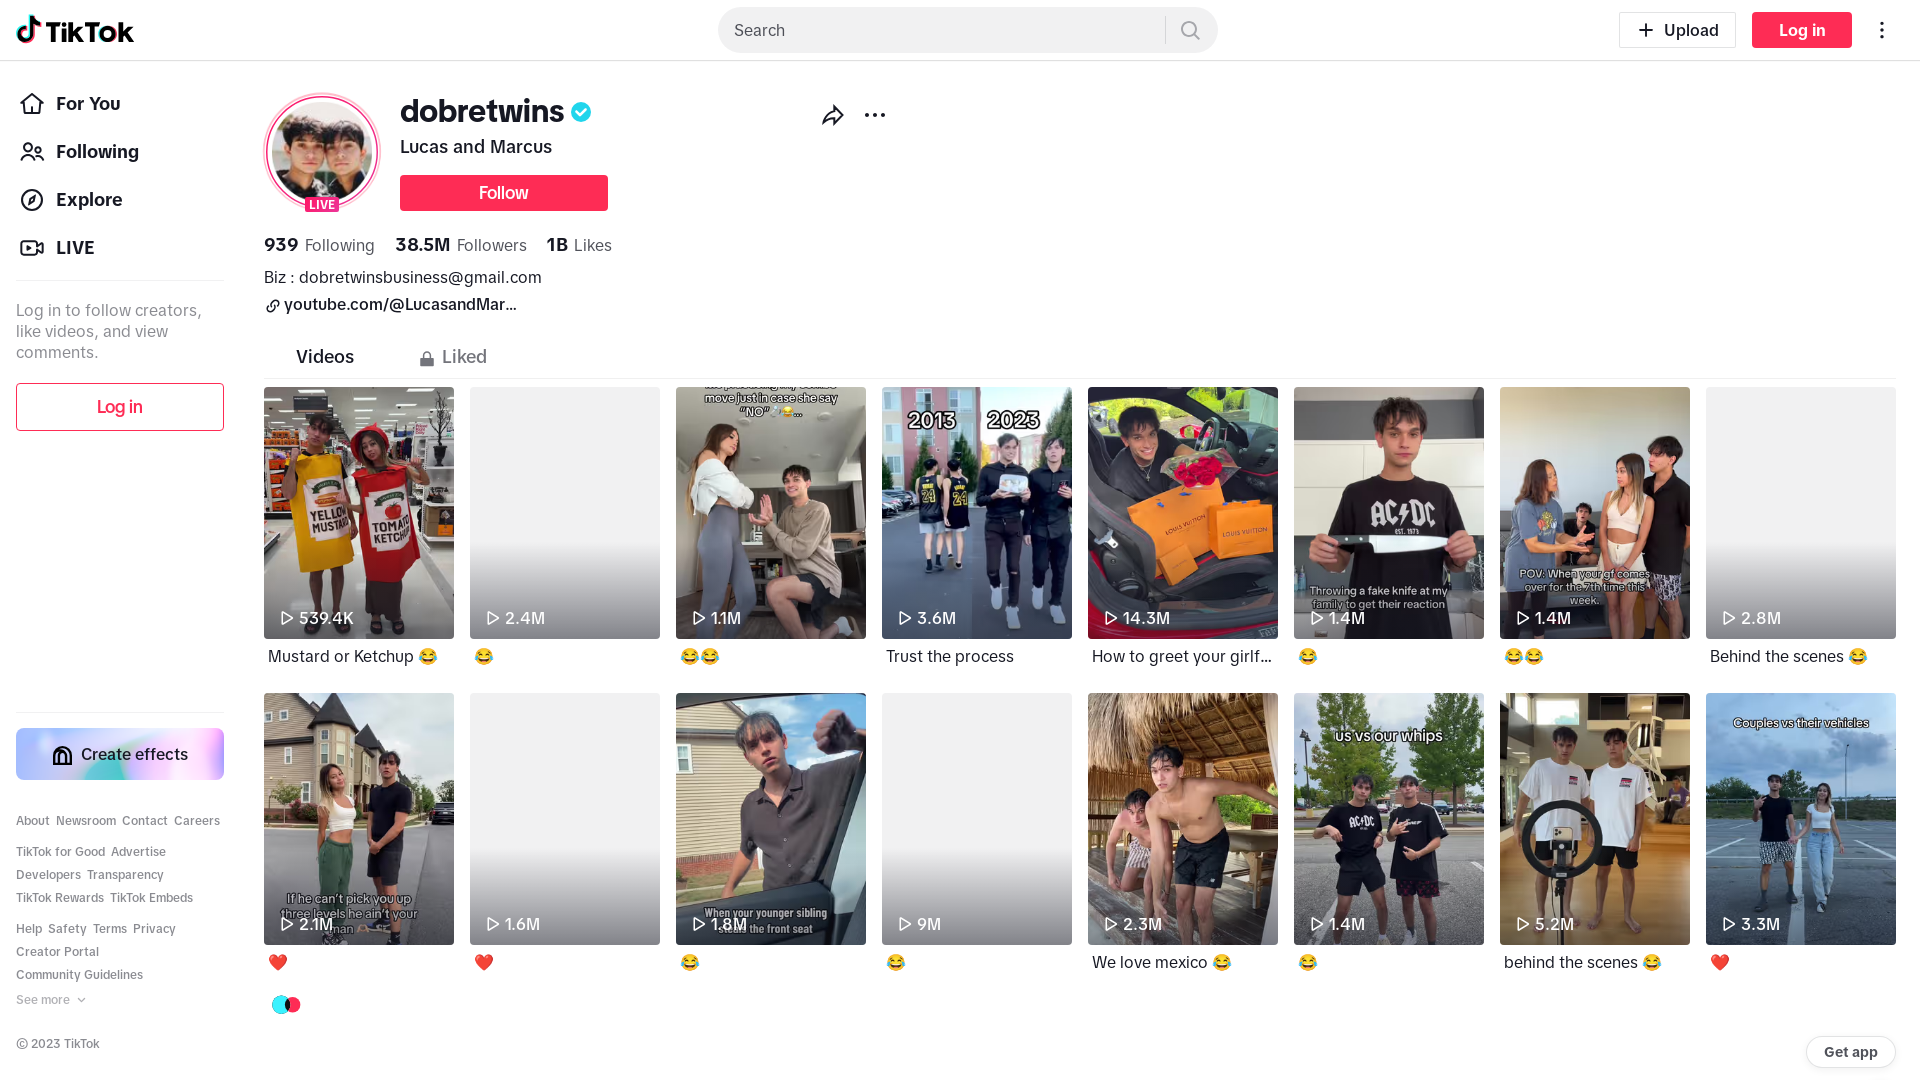 TikTok
Search
Upload
Log in
For You
Following
Explore
LIVE
Log in to follow creators,
like videos, and view
comments.
Log in
Create effects
About Newsroom Contact Careers
TikTok for Good Advertise
Developers Transparency
TikTok Rewards TikTok Embeds
Help Safety Terms Privacy
Creator Portal
Community Guidelines
See more
© 2023 TikTok
LIVE
dobretwins
Lucas and Marcus
Follow
939 Following 38.5M Followers 1B Likes
Biz : dobretwinsbusiness@gmail.com
youtube.com/@LucasandMar...
Videos
Liked
YELLOW
MUSTARD
TOMATO
KETCHUP
539.4K
Mustard or Ketchup 😂
2.4M
😂
move just in case she say
"NO"
1.1M
😂😂
2013 2023
24 24
3.6M
Trust the process
LOUIS VUITTON
LOUIS VUITTON
14.3M
How to greet your girlf...
AC DC
EST. 1973
Throwing a fake knife at my
family to get their reaction
1.4M
😂
POV: When your gf comes
over for the 7th time this
week.
1.4M
😂😂
2.8M
Behind the scenes 😂
If he can't pick you up
three levels he ain't your
man
2.1M
❤️
1.6M
❤️
When your younger sibling
steals the front seat
1.8M
😂
9M
😂
2.3M
We love mexico 😂
us vs our whips
AC DC
1.4M
😂
5.2M
behind the scenes 😂
Couples vs their vehicles
3.3M
❤️
Get app